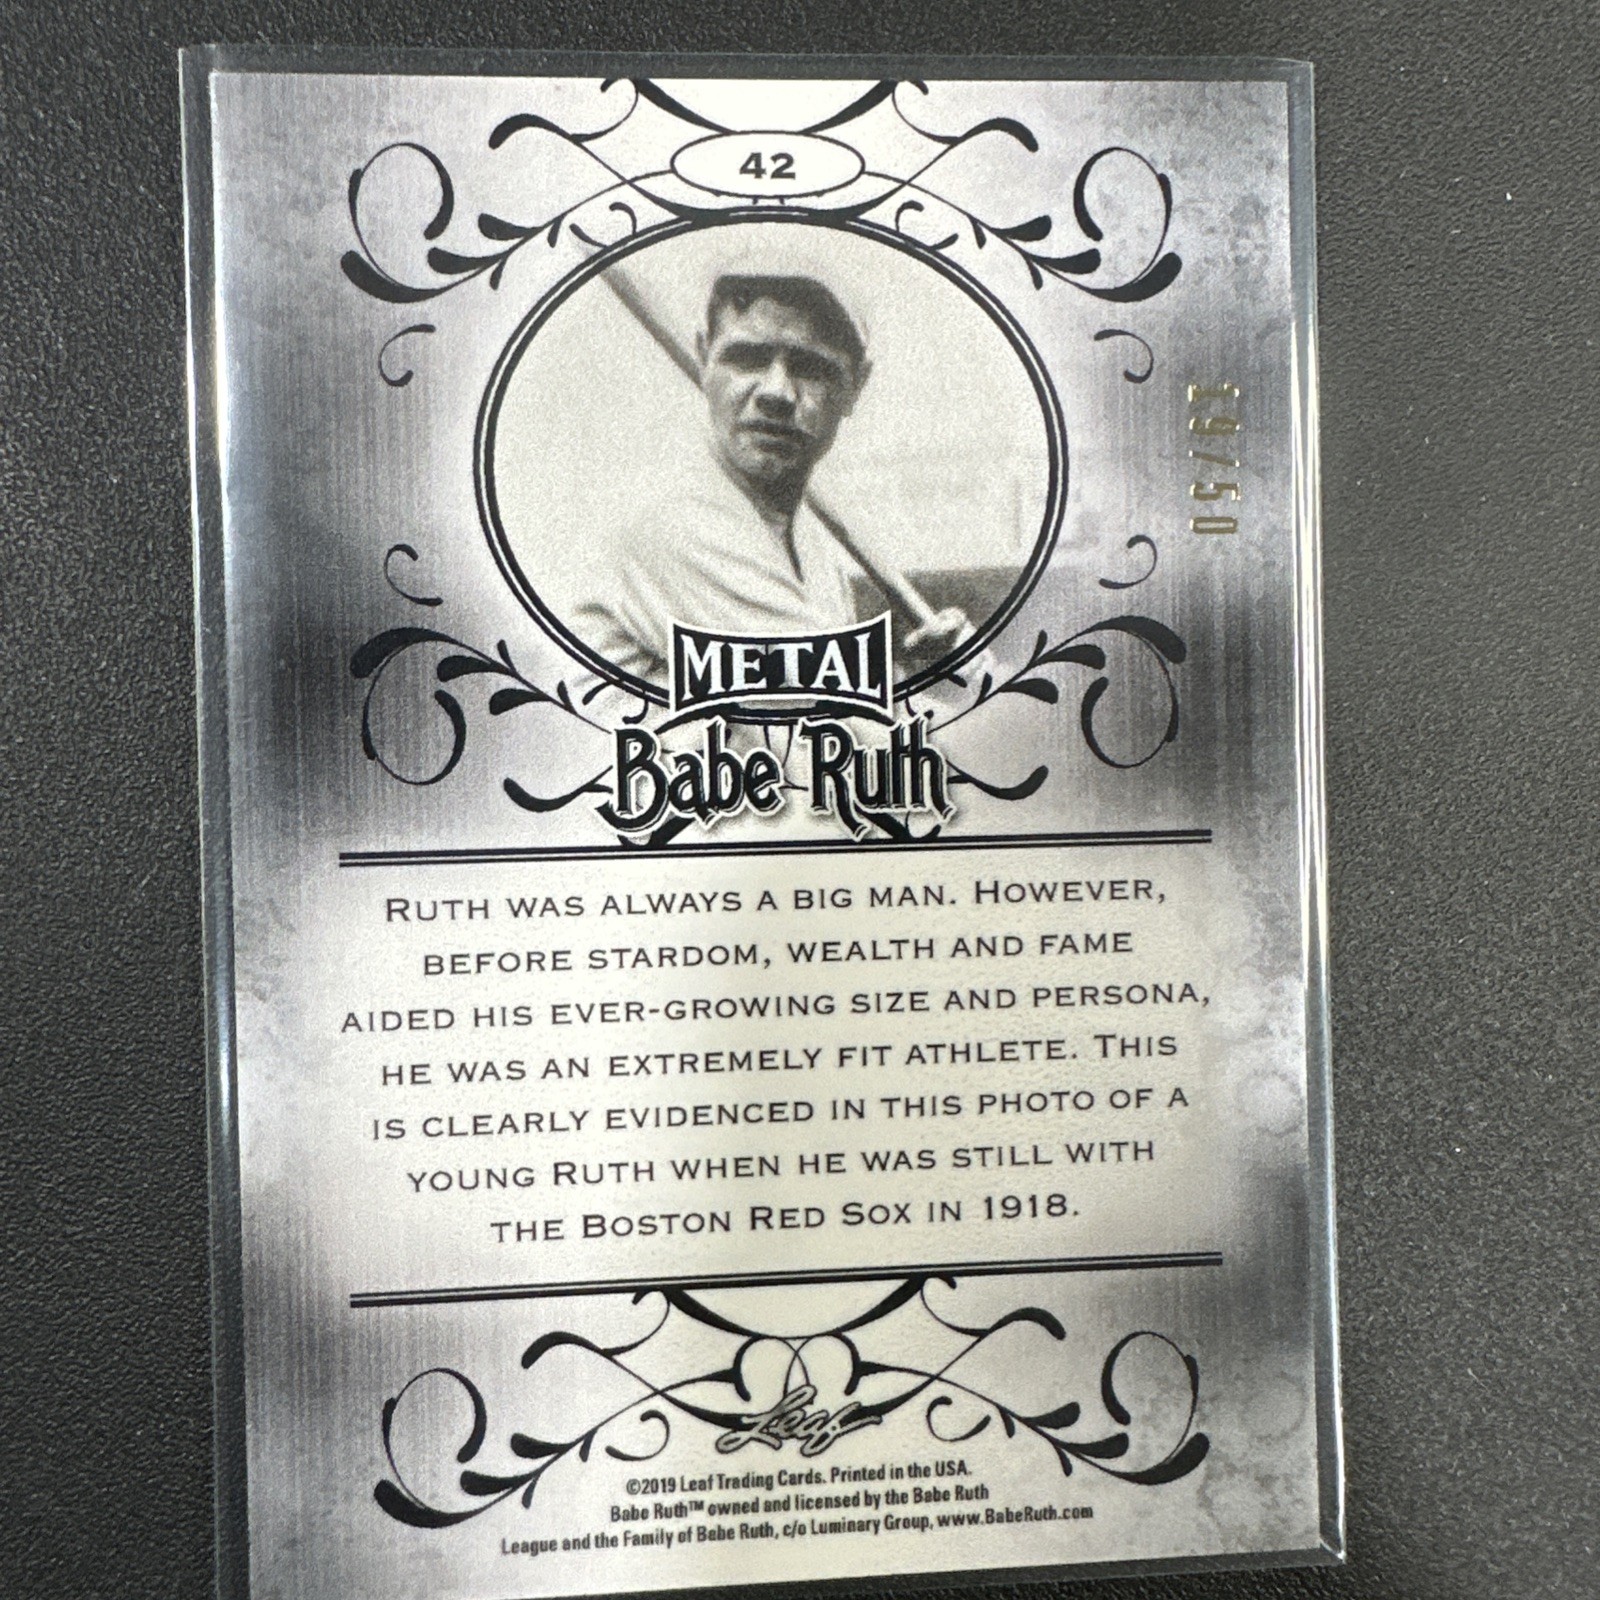 42
19/50
METAL
Babe Ruth
RUTH WAS ALWAYS A BIG MAN. HOWEVER,
BEFORE STARDOM, WEALTH AND FAME
AIDED HIS EVER-GROWING SIZE AND PERSONA,
HE WAS AN EXTREMELY FIT ATHLETE. THIS
IS CLEARLY EVIDENCED IN THIS PHOTO OF A
YOUNG RUTH WHEN HE WAS STILL WITH
THE BOSTON RED SOX IN 1918.
Leaf
©2019 Leaf Trading Cards. Printed in the USA.
Babe Ruth™ owned and licensed by the Babe Ruth
League and the Family of Babe Ruth, c/o Luminary Group, www.BabeRuth.com